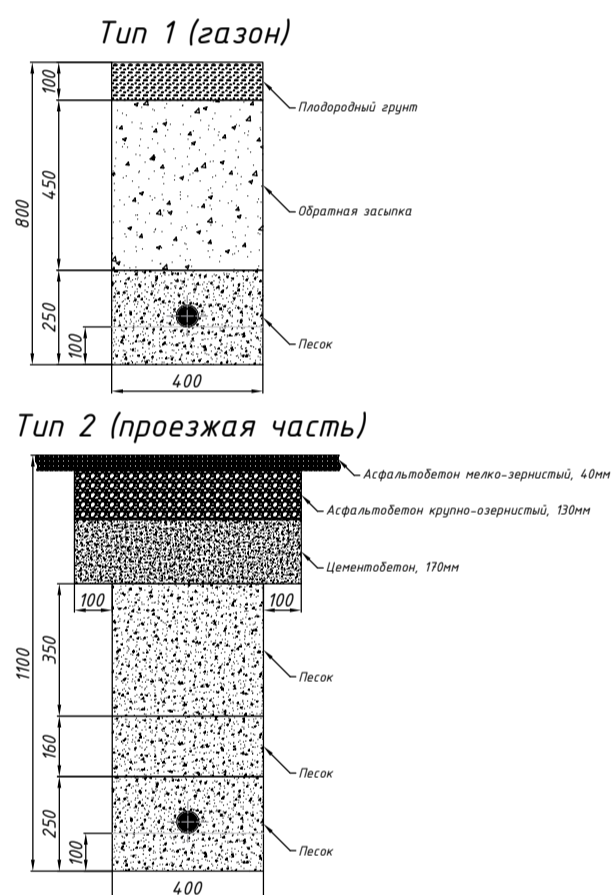 Тип 1 (газон)
100
Плодородный грунт
450
800
Обратная засыпка
250
100
Песок
400
Тип 2 (проезжая часть)
Асфальтобетон мелко-зернистый, 40мм
Асфальтобетон крупно-озернистый, 130мм
Цементобетон, 170мм
100
100
1100
350
Песок
160
Песок
250
100
Песок
400